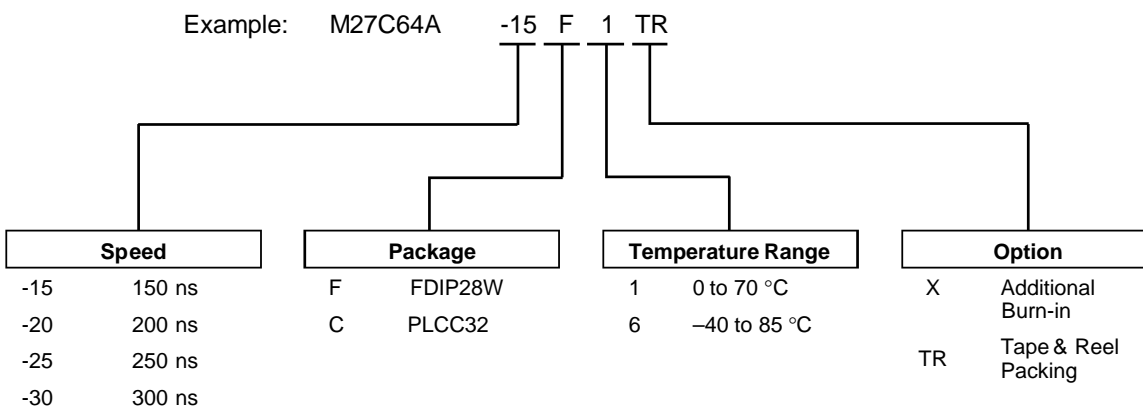 Example: M27C64A -15 F 1 TR
Speed Package Temperature Range Option
-15 150 ns F FDIP28W 1 0 to 70 °C X Additional Burn-in
-20 200 ns C PLCC32 6 –40 to 85 °C
-25 250 ns TR Tape & Reel Packing
-30 300 ns